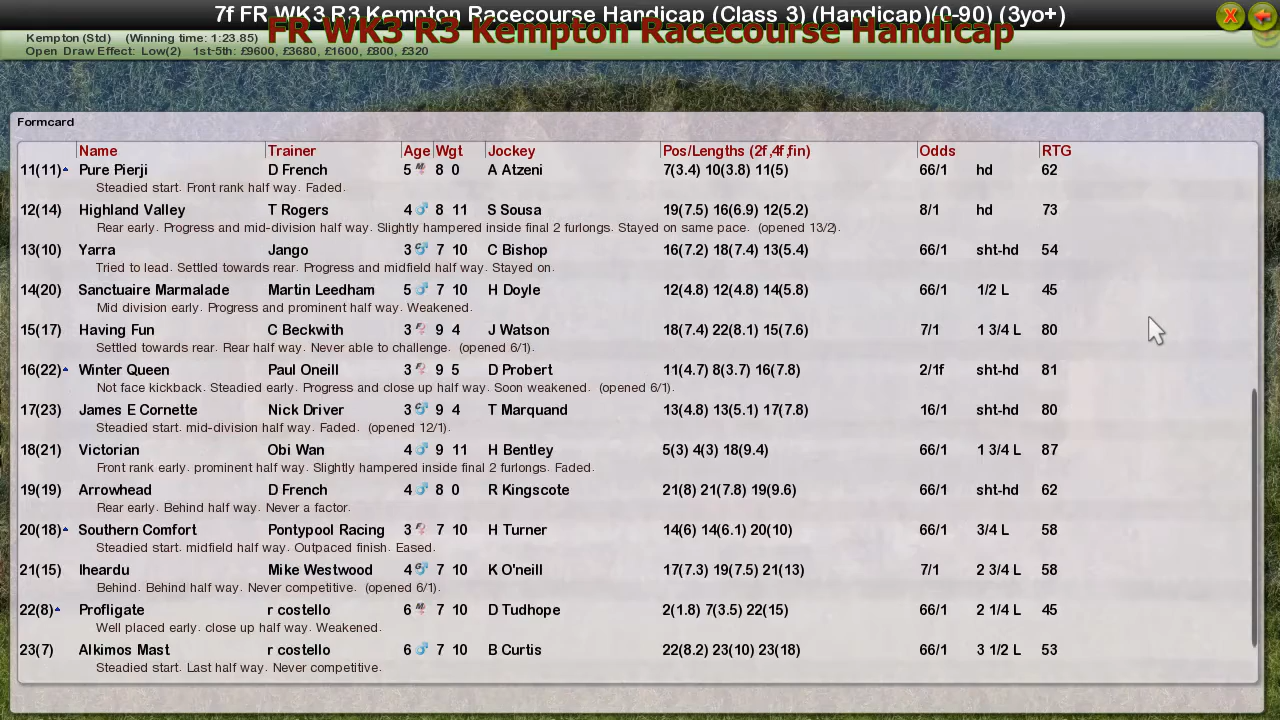 7f FR WK3 R3 Kempton Racecourse Handicap (Class 3) (Handicap)(0-90) (3yo+)
FR WK3 R3 Kempton Racecourse Handicap
Kempton (Std) (Winning time: 1:23.85)
Open Draw Effect: Low(2) 1st-5th: £9600, £3680, £1600, £800, £320
X
Formcard
Name Trainer Age Wgt Jockey Pos/Lengths (2f,4f,fin) Odds RTG
11(11) Pure Pierji D French 5 M 8 0 A Atzeni 7(3.4) 10(3.8) 11(5) 66/1 hd 62
Steadied start. Front rank half way. Faded.
12(14) Highland Valley T Rogers 4 8 11 S Sousa 19(7.5) 16(6.9) 12(5.2) 8/1 hd 73
Rear early. Progress and mid-division half way. Slightly hampered inside final 2 furlongs. Stayed on same pace. (opened 13/2).
13(10) Yarra Jango 3 7 10 C Bishop 16(7.2) 18(7.4) 13(5.4) 66/1 sht-hd 54
Tried to lead. Settled towards rear. Progress and midfield half way. Stayed on.
14(20) Sanctuaire Marmalade Martin Leedham 5 7 10 H Doyle 12(4.8) 12(4.8) 14(5.8) 66/1 1/2 L 45
Mid division early. Progress and prominent half way. Weakened.
15(17) Having Fun C Beckwith 3 9 4 J Watson 18(7.4) 22(8.1) 15(7.6) 7/1 1 3/4 L 80
Settled towards rear. Rear half way. Never able to challenge. (opened 6/1).
16(22) Winter Queen Paul Oneill 3 9 5 D Probert 11(4.7) 8(3.7) 16(7.8) 2/1f sht-hd 81
Not face kickback. Steadied early. Progress and close up half way. Soon weakened. (opened 6/1).
17(23) James E Cornette Nick Driver 3 9 4 T Marquand 13(4.8) 13(5.1) 17(7.8) 16/1 sht-hd 80
Steadied start. mid-division half way. Faded. (opened 12/1).
18(21) Victorian Obi Wan 4 9 11 H Bentley 5(3) 4(3) 18(9.4) 66/1 1 3/4 L 87
Front rank early. prominent half way. Slightly hampered inside final 2 furlongs. Faded.
19(19) Arrowhead D French 4 8 0 R Kingscote 21(8) 21(7.8) 19(9.6) 66/1 sht-hd 62
Rear early. Behind half way. Never a factor.
20(18) Southern Comfort Pontypool Racing 3 7 10 H Turner 14(6) 14(6.1) 20(10) 66/1 3/4 L 58
Steadied start. midfield half way. Outpaced finish. Eased.
21(15) Iheardu Mike Westwood 4 7 10 K O'neill 17(7.3) 19(7.5) 21(13) 7/1 2 3/4 L 58
Behind. Behind half way. Never competitive. (opened 6/1).
22(8) Profligate r costello 6 M 7 10 D Tudhope 2(1.8) 7(3.5) 22(15) 66/1 2 1/4 L 45
Well placed early. close up half way. Weakened.
23(7) Alkimos Mast r costello 6 7 10 B Curtis 22(8.2) 23(10) 23(18) 66/1 3 1/2 L 53
Steadied start. Last half way. Never competitive.